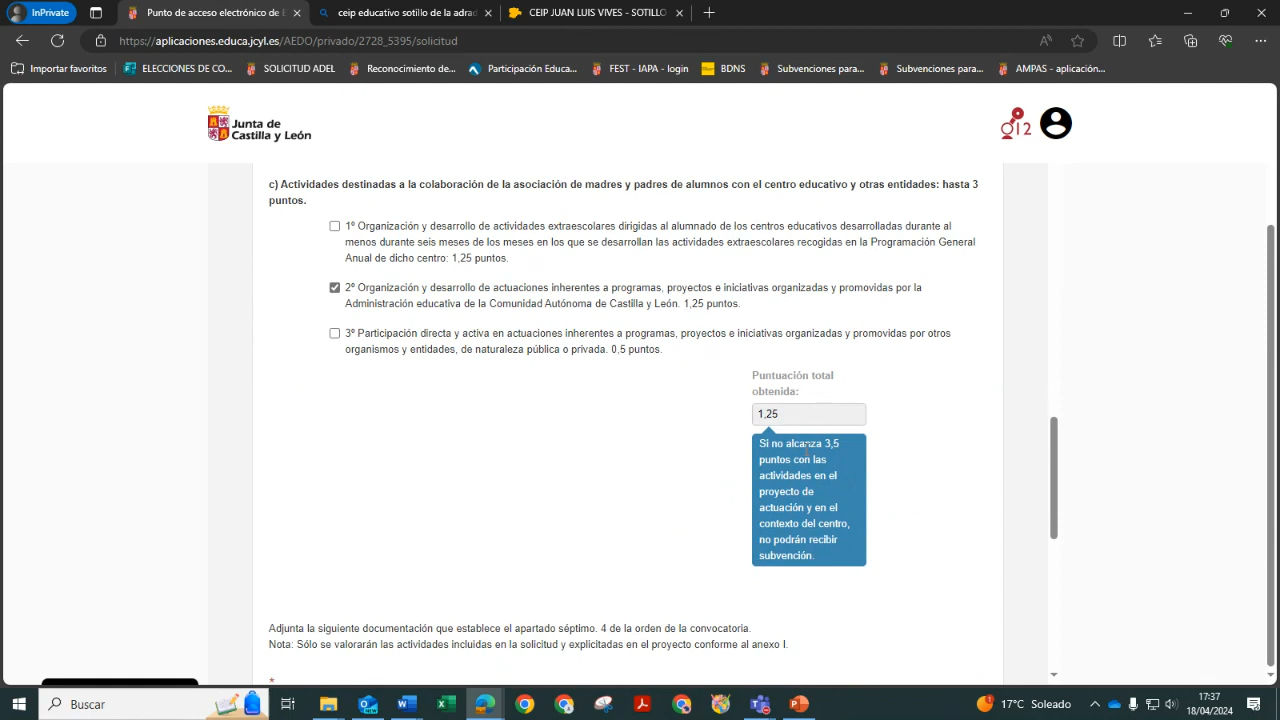 InPrivate
Punto de acceso electrónico de E
ceip educativo sotillo de la adrad
CEIP JUAN LUIS VIVES - SOTILLO
https://aplicaciones.educa.jcyl.es/AEDO/privado/2728_5395/solicitud
Importar favoritos
ELECCIONES DE CO...
SOLICITUD ADEL
Reconocimiento de...
Participación Educa...
FEST - IAPA - login
BDNS
Subvenciones para...
Subvenciones para...
AMPAS - aplicación...
Junta de
Castilla y León
012
c) Actividades destinadas a la colaboración de la asociación de madres y padres de alumnos con el centro educativo y otras entidades: hasta 3
puntos.
1º Organización y desarrollo de actividades extraescolares dirigidas al alumnado de los centros educativos desarrolladas durante al
menos durante seis meses de los meses en los que se desarrollan las actividades extraescolares recogidas en la Programación General
Anual de dicho centro: 1,25 puntos.
2º Organización y desarrollo de actuaciones inherentes a programas, proyectos e iniciativas organizadas y promovidas por la
Administración educativa de la Comunidad Autónoma de Castilla y León. 1,25 puntos.
3º Participación directa y activa en actuaciones inherentes a programas, proyectos e iniciativas organizadas y promovidas por otros
organismos y entidades, de naturaleza pública o privada. 0,5 puntos.
Puntuación total
obtenida:
1,25
Si no alcanza 3,5
puntos con las
actividades en el
proyecto de
actuación y en el
contexto del centro,
no podrán recibir
subvención.
Adjunta la siguiente documentación que establece el apartado séptimo. 4 de la orden de la convocatoria.
Nota: Sólo se valorarán las actividades incluidas en la solicitud y explicitadas en el proyecto conforme al anexo I.
*
Buscar
17°C Soleado
17:37
18/04/2024